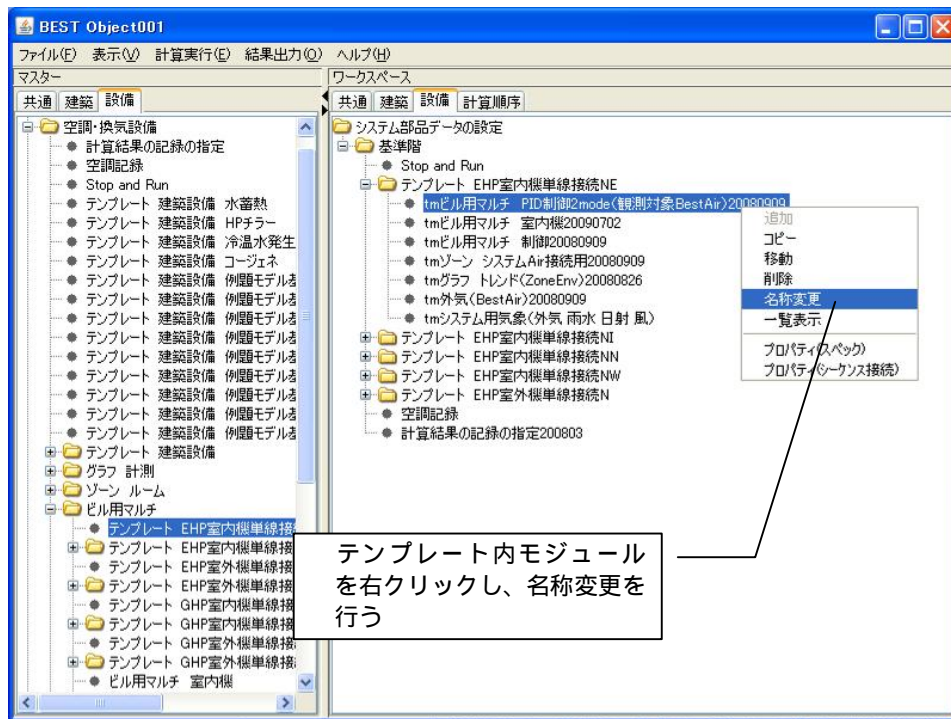 BEST Object001
ファイル(F) 表示(V) 計算実行(E) 結果出力(O) ヘルプ(H)
マスター
共通 建築 設備
空調・換気設備
計算結果の記録の指定
空調記録
Stop and Run
テンプレート 建築設備 水蓄熱
テンプレート 建築設備 HPチラー
テンプレート 建築設備 冷温水発生
テンプレート 建築設備 コージェネ
テンプレート 建築設備 例題モデル基
テンプレート 建築設備 例題モデル基
テンプレート 建築設備 例題モデル基
テンプレート 建築設備 例題モデル基
テンプレート 建築設備 例題モデル基
テンプレート 建築設備 例題モデル基
テンプレート 建築設備 例題モデル基
テンプレート 建築設備 例題モデル基
テンプレート 建築設備
グラフ 計測
ゾーン ルーム
ビル用マルチ
テンプレート EHP室内機単線接
テンプレート EHP室内機単線接
テンプレート EHP室外機単線接
テンプレート EHP室外機単線接
テンプレート GHP室内機単線接
テンプレート GHP室内機単線接
テンプレート GHP室外機単線接
テンプレート GHP室外機単線接
ビル用マルチ 室内機
ワークスペース
共通 建築 設備 計算順序
システム部品データの設定
基準階
Stop and Run
テンプレート EHP室内機単線接続NE
tmビル用マルチ PID制御2mode(観測対象BestAir)20080909
tmビル用マルチ 室内機20090702
tmビル用マルチ 制御20080909
tmゾーン システムAir接続用20080909
tmグラフ トレンド(ZoneEnv)20080826
tm外気(BestAir)20080909
tmシステム用気象(外気 雨水 日射 風)
テンプレート EHP室内機単線接続NI
テンプレート EHP室内機単線接続NN
テンプレート EHP室内機単線接続NW
テンプレート EHP室外機単線接続N
空調記録
計算結果の記録の指定200803
追加
コピー
移動
削除
名称変更
一覧表示
プロパティ(スペック)
プロパティ(シーケンス接続)
テンプレート内モジュール
を右クリックし、名称変更を
行う